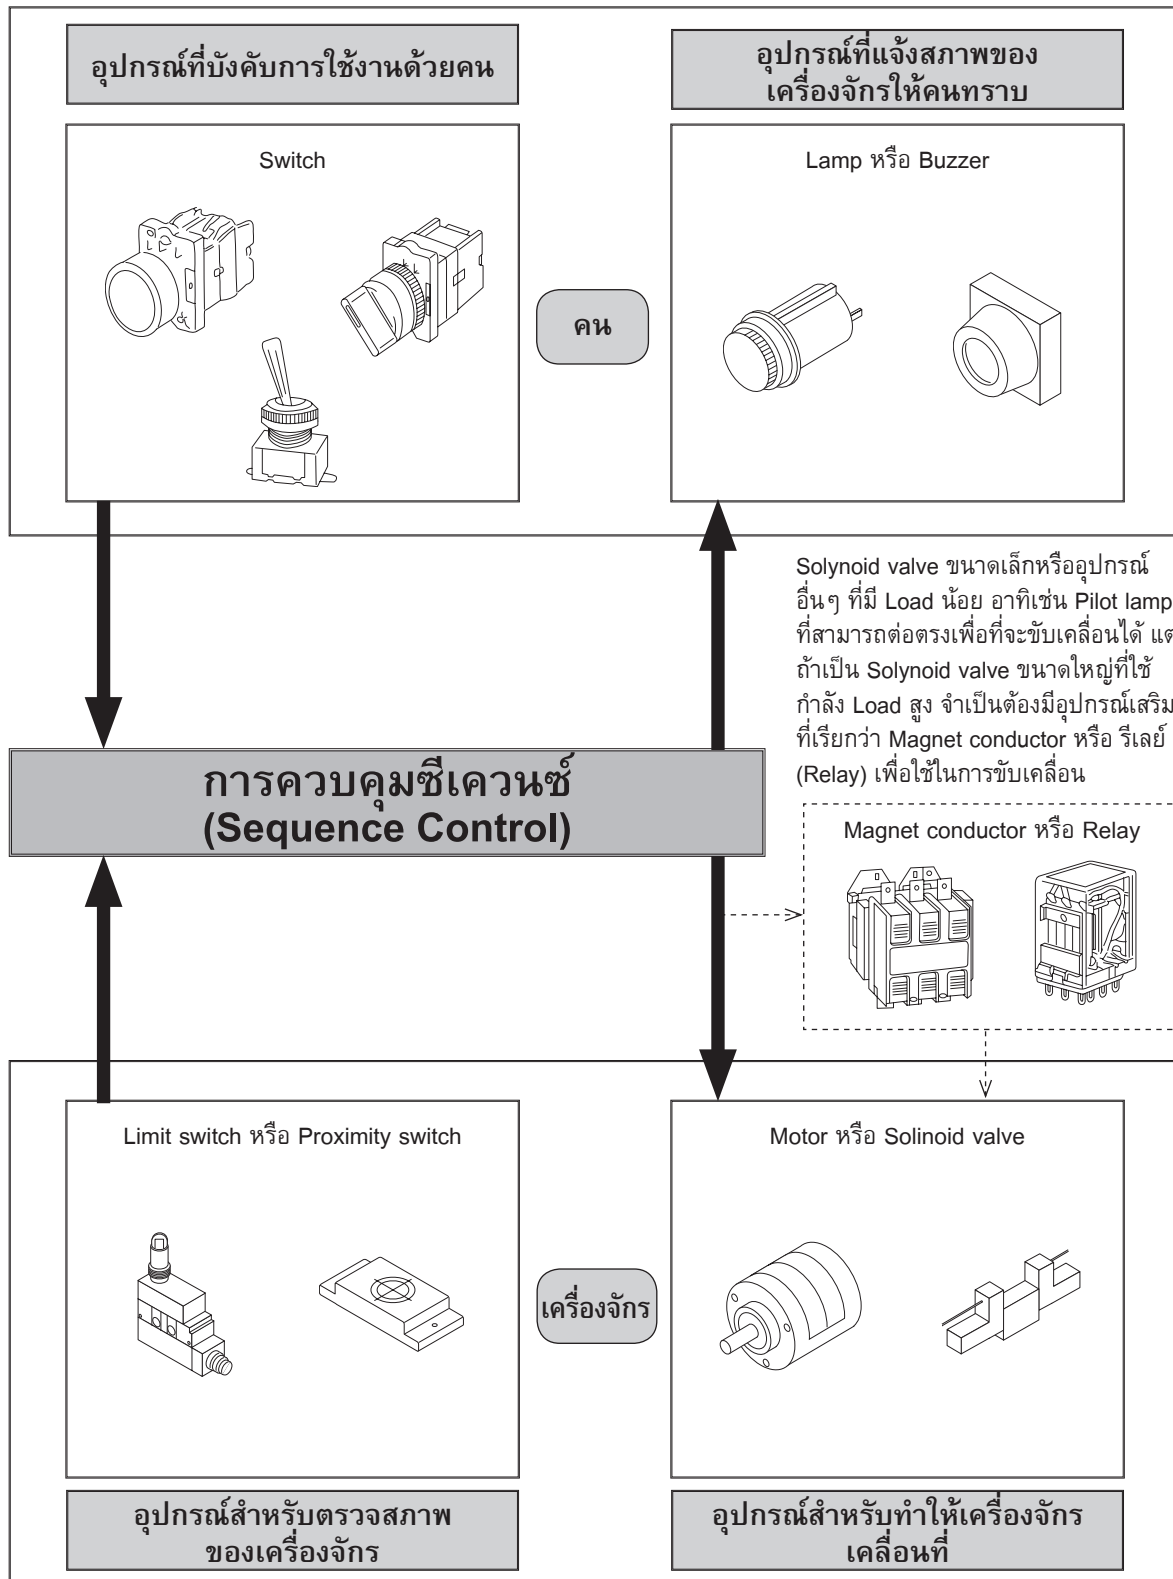 อุปกรณ์ที่บังคับการใช้งานด้วยคน
อุปกรณ์ที่แจ้งสภาพของ
เครื่องจักรให้คนทราบ
Switch
Lamp หรือ Buzzer
คน
Solynoid valve ขนาดเล็กหรืออุปกรณ์
อื่นๆ ที่มี Load น้อย อาทิเช่น Pilot lamp
ที่สามารถต่อตรงเพื่อที่จะขับเคลื่อนได้ แต
ถ้าเป็น Solynoid valve ขนาดใหญ่ที่ใช้
กำลัง Load สูง จำเป็นต้องมีอุปกรณ์เสริม
ที่เรียกว่า Magnet conductor หรือ รีเลย์
(Relay) เพื่อใช้ในการขับเคลื่อน
การควบคุมซีเควนซ์
(Sequence Control)
Magnet conductor หรือ Relay
Limit switch หรือ Proximity switch
Motor หรือ Solinoid valve
เครื่องจักร
อุปกรณ์สำหรับตรวจสภาพ
ของเครื่องจักร
อุปกรณ์สำหรับทำให้เครื่องจักร
เคลื่อนที่